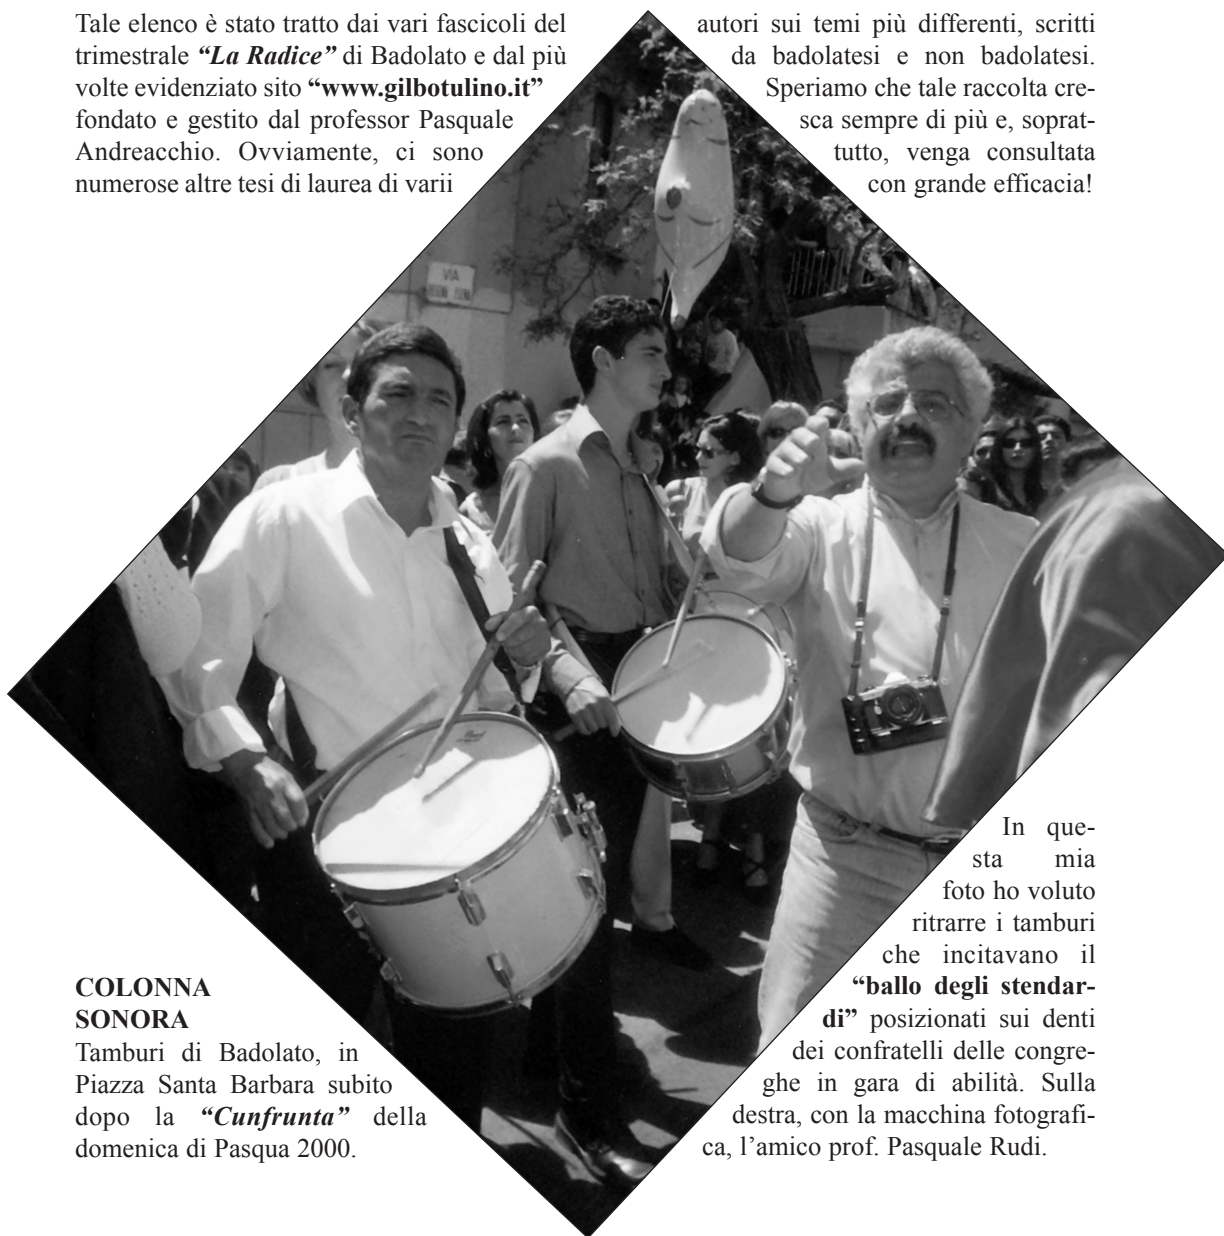 Tale elenco è stato tratto dai vari fascicoli del
trimestrale “La Radice” di Badolato e dal più
volte evidenziato sito “www.gilbotulino.it”
fondato e gestito dal professor Pasquale
Andreacchio. Ovviamente, ci sono
numerose altre tesi di laurea di varii
autori sui temi più differenti, scritti
da badolatesi e non badolatesi.
Speriamo che tale raccolta cre-
sca sempre di più e, soprat-
tutto, venga consultata
con grande efficacia!
VIA
Pearl
COLONNA
SONORA
Tamburi di Badolato, in
Piazza Santa Barbara subito
dopo la “Cunfrunta” della
domenica di Pasqua 2000.
In que-
sta mia
foto ho voluto
ritrarre i tamburi
che incitavano il
“ballo degli stendar-
di” posizionati sui denti
dei confratelli delle congre-
ghe in gara di abilità. Sulla
destra, con la macchina fotografi-
ca, l’amico prof. Pasquale Rudi.